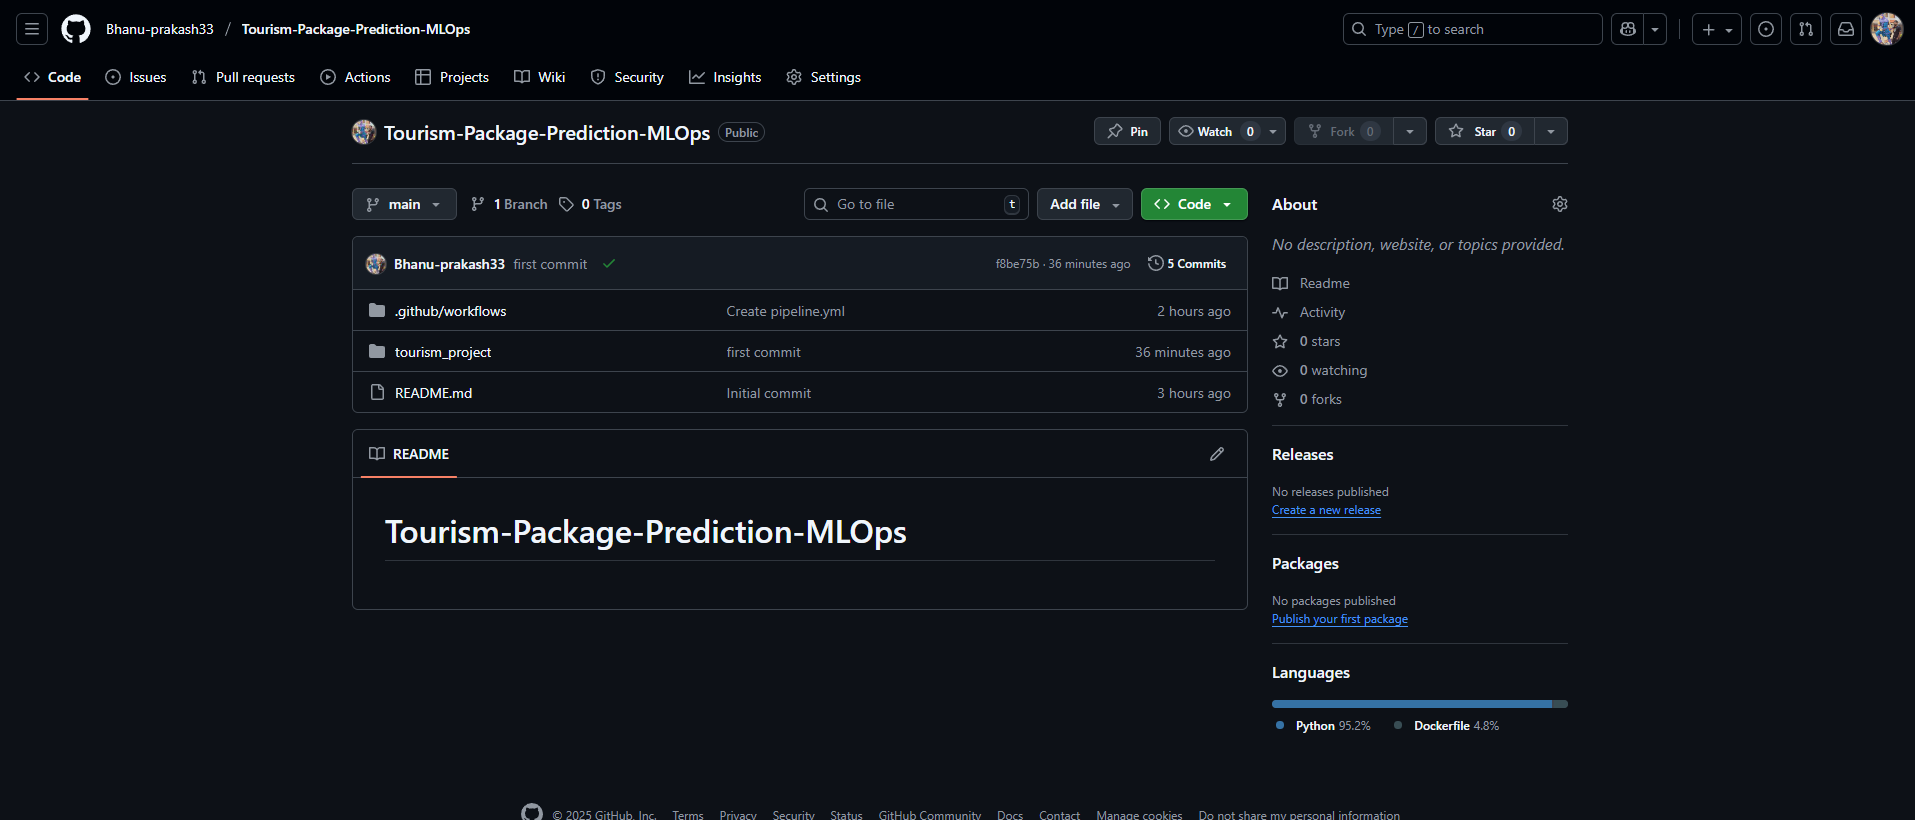 Bhanu-prakash33 / Tourism-Package-Prediction-MLOps
Type / to search
Code Issues Pull requests Actions Projects Wiki Security Insights Settings
Tourism-Package-Prediction-MLOps Public
Pin Watch 0 Fork 0 Star 0
main 1 Branch 0 Tags Go to file t Add file Code
Bhanu-prakash33 first commit f8be75b · 36 minutes ago 5 Commits
.github/workflows Create pipeline.yml 2 hours ago
tourism_project first commit 36 minutes ago
README.md Initial commit 3 hours ago
README
Tourism-Package-Prediction-MLOps
About
No description, website, or topics provided.
Readme
Activity
0 stars
0 watching
0 forks
Releases
No releases published
Create a new release
Packages
No packages published
Publish your first package
Languages
Python 95.2% Dockerfile 4.8%
© 2025 GitHub, Inc. Terms Privacy Security Status GitHub Community Docs Contact Manage cookies Do not share my personal information